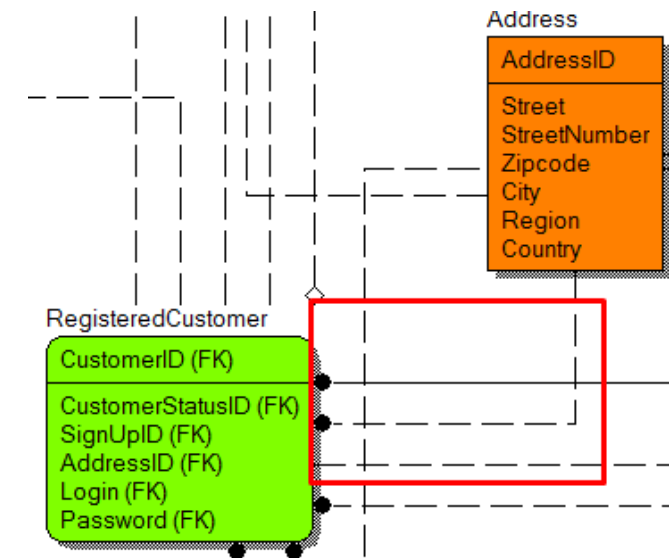 Address
AddressID
Street
StreetNumber
Zipcode
City
Region
Country
RegisteredCustomer
CustomerID (FK)
CustomerStatusID (FK)
SignUpID (FK)
AddressID (FK)
Login (FK)
Password (FK)